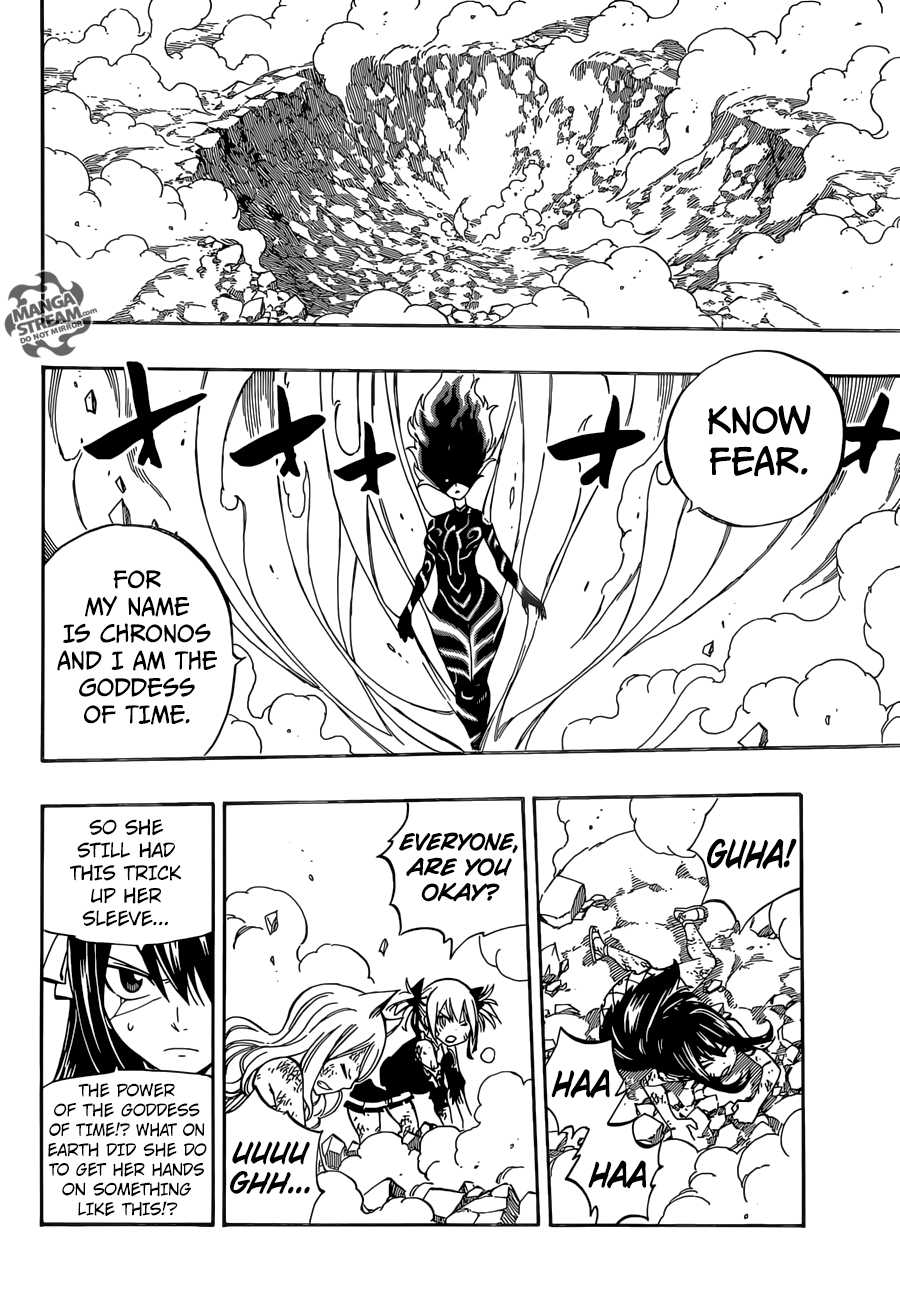 MANGA
STREAM.com
DO NOT MIRROR
KNOW
FEAR.
FOR
MY NAME
IS CHRONOS
AND I AM THE
GODDESS
OF TIME.
GUHA!
HAA
HAA
EVERYONE,
ARE YOU
OKAY?
UUUU
GHH...
SO SHE
STILL HAD
THIS TRICK
UP HER
SLEEVE...
THE POWER
OF THE GODDESS
OF TIME!? WHAT ON
EARTH DID SHE DO
TO GET HER HANDS
ON SOMETHING
LIKE THIS!?